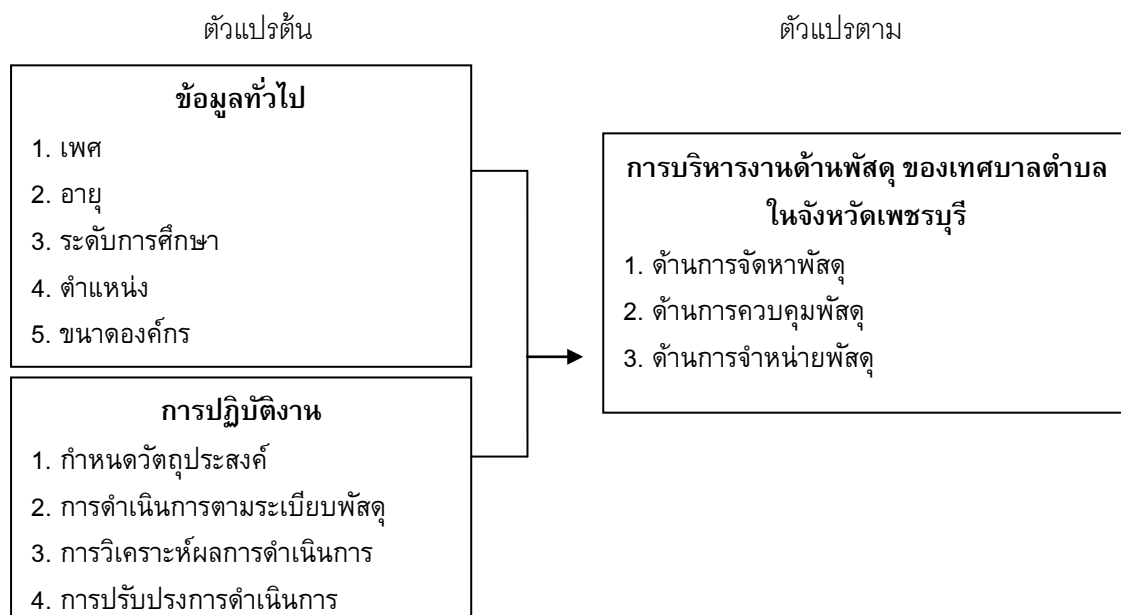 ตัวแปรต้น
ตัวแปรตาม
ข้อมูลทั่วไป
1. เพศ
2. อายุ
3. ระดับการศึกษา
4. ตำแหน่ง
5. ขนาดองค์กร
การปฏิบัติงาน
1. กำหนดวัตถุประสงค์
2. การดำเนินการตามระเบียบพัสดุ
3. การวิเคราะห์ผลการดำเนินการ
4. การปรับปรงการดำเนินการ
การบริหารงานด้านพัสดุ ของเทศบาลตำบล
ในจังหวัดเพชรบุรี
1. ด้านการจัดหาพัสดุ
2. ด้านการควบคุมพัสดุ
3. ด้านการจำหน่ายพัสดุ